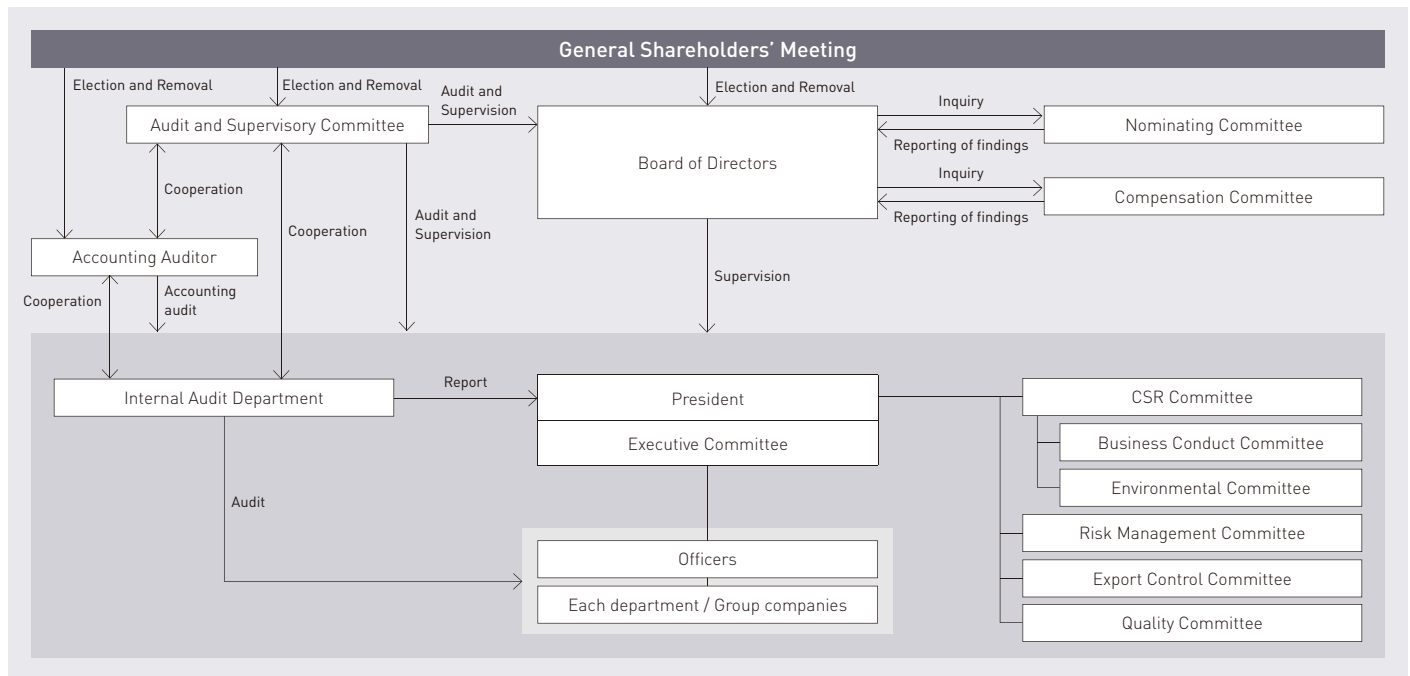 General Shareholders' Meeting
Election and Removal
Election and Removal
Audit and
Supervision
Election and Removal
Inquiry
Audit and Supervisory Committee
Nominating Committee
Reporting of findings
Board of Directors
Cooperation
Inquiry
Compensation Committee
Reporting of findings
Audit and
Supervision
Cooperation
Accounting Auditor
Supervision
Cooperation
Accounting
audit
Report
Internal Audit Department
President
CSR Committee
Executive Committee
Business Conduct Committee
Environmental Committee
Audit
Risk Management Committee
Officers
Export Control Committee
Each department / Group companies
Quality Committee